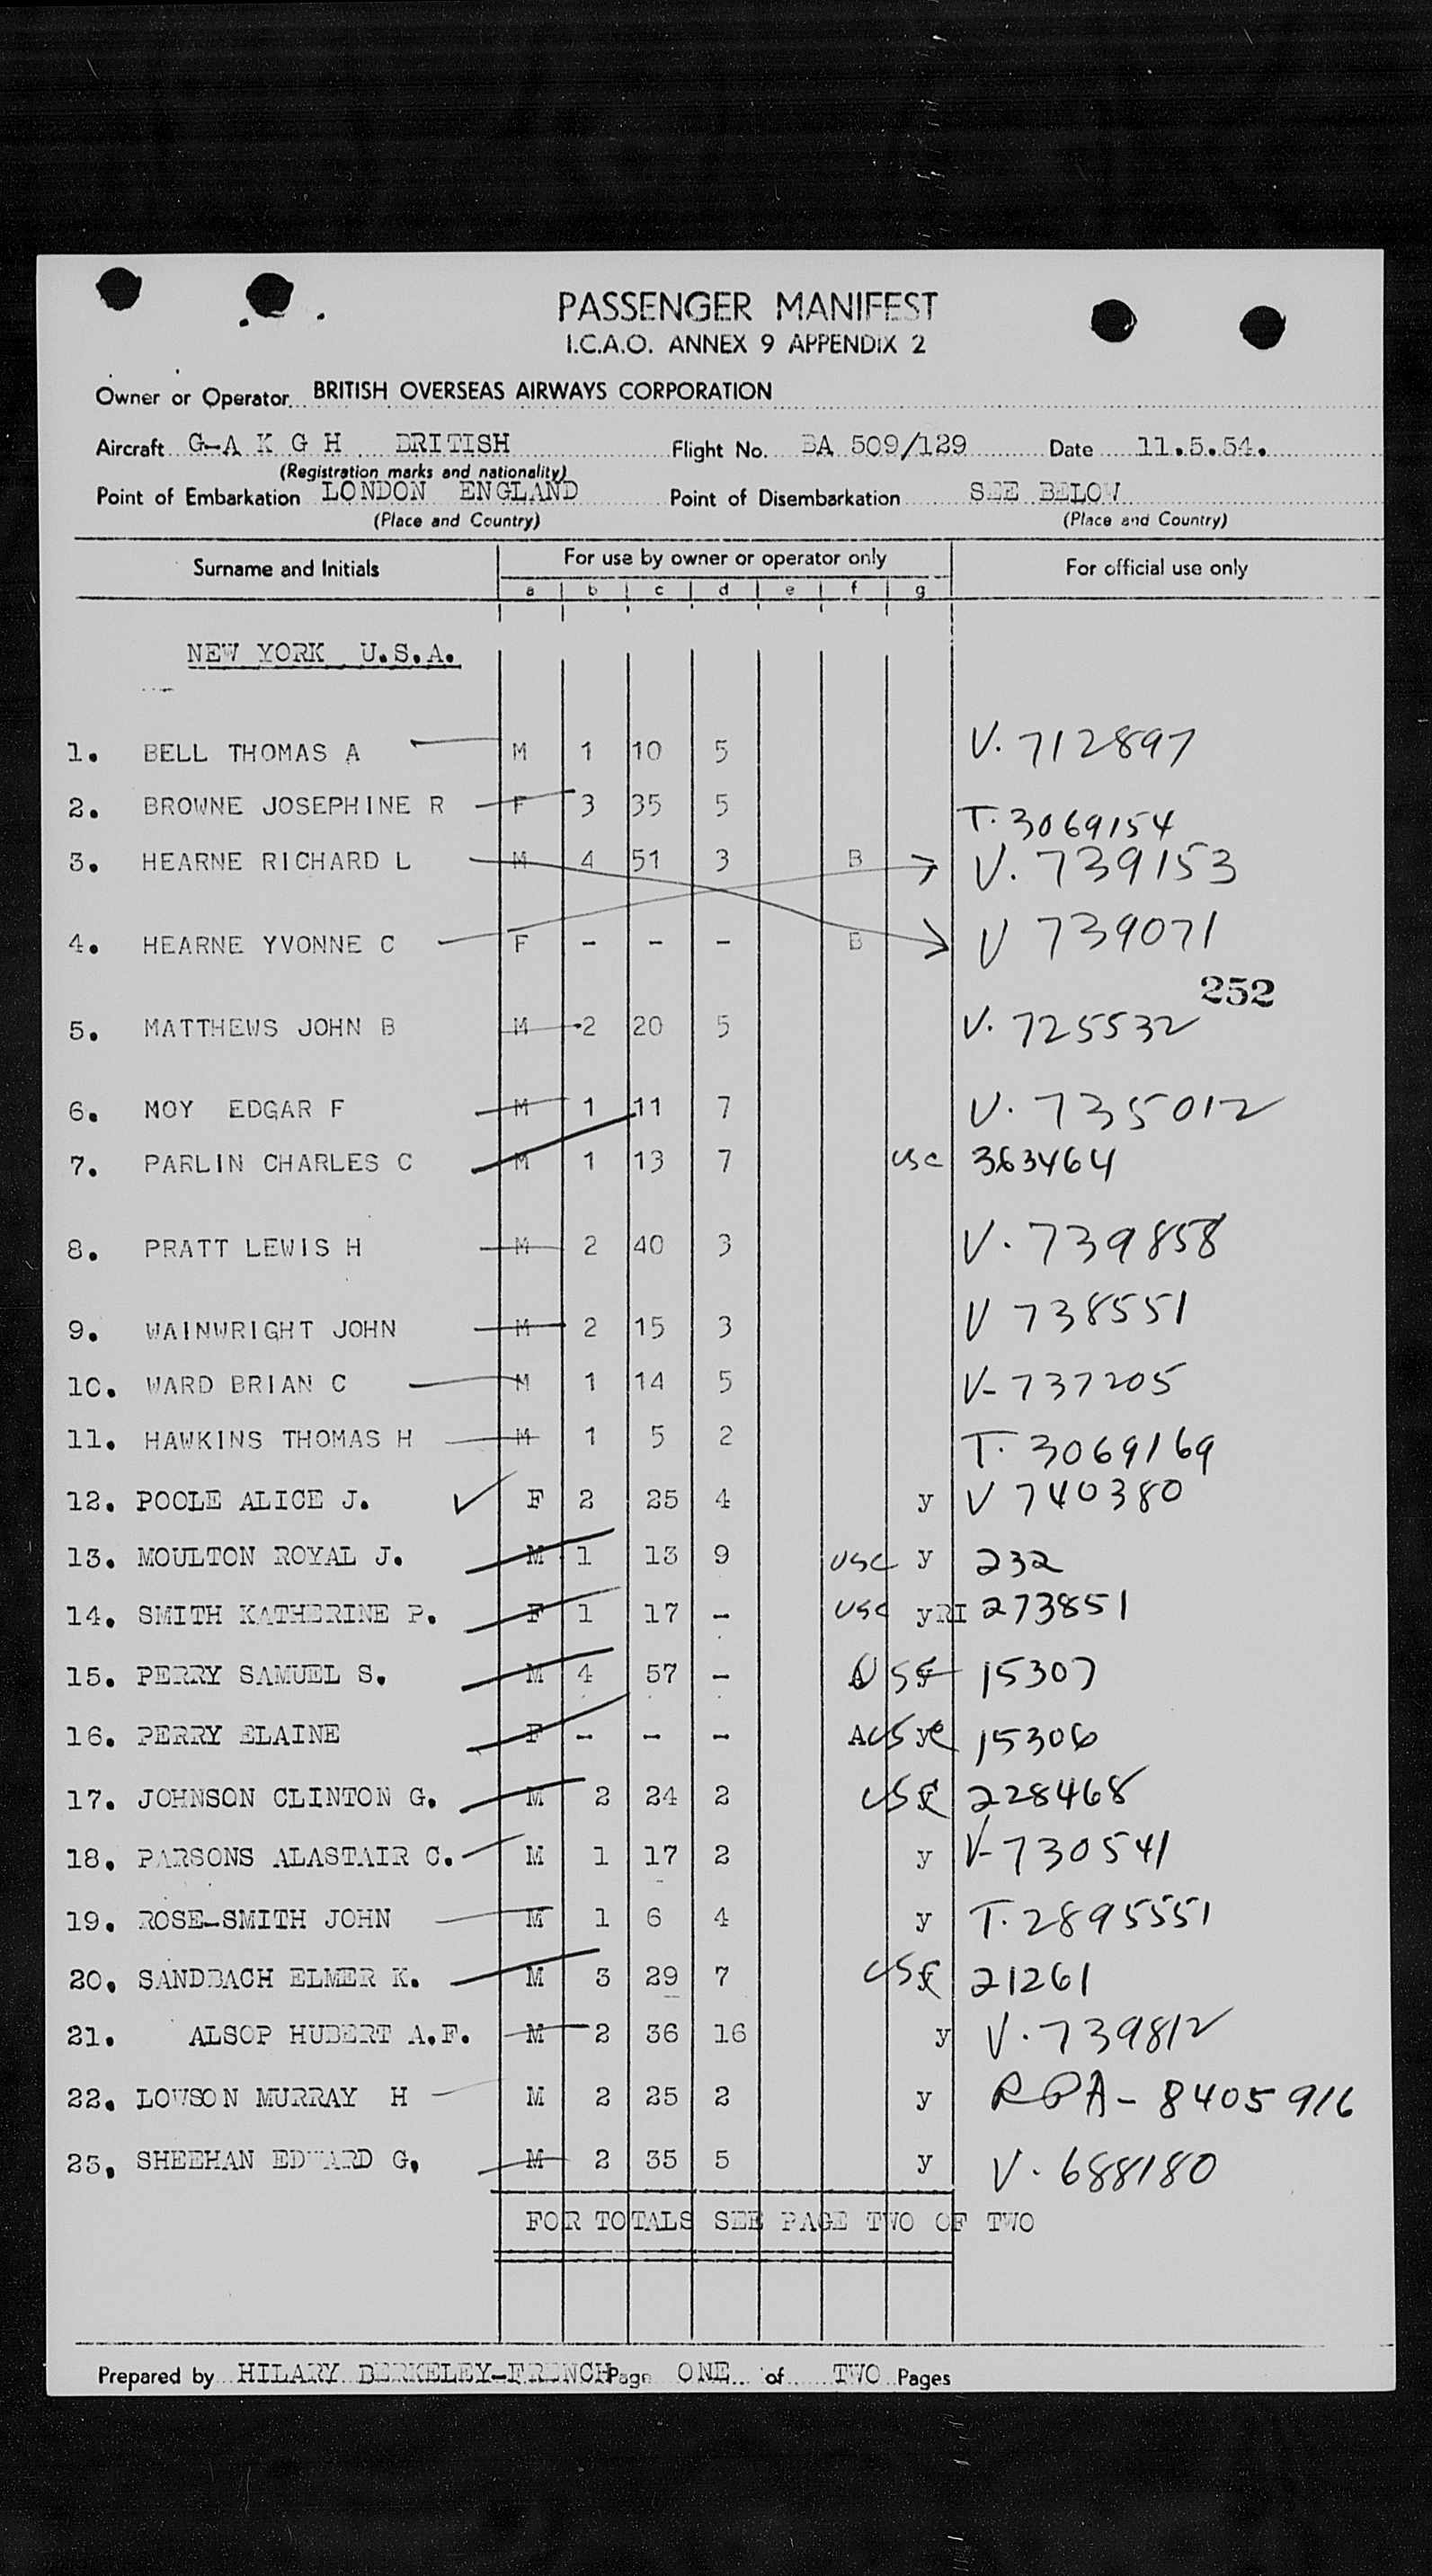 PASSENGER MANIFEST
I.C.A.O. ANNEX 9 APPENDIX 2
Owner or Operator BRITISH OVERSEAS AIRWAYS CORPORATION
Aircraft G-A K G H BRITISH Flight No. BA 509/129 Date 11.5.54.
(Registration marks and nationality)
Point of Embarkation LONDON ENGLAND Point of Disembarkation SEE BELOW
(Place and Country) (Place and Country)
Surname and Initials For use by owner or operator only For official use only
a b c d e f g
NEW YORK U.S.A.
1. BELL THOMAS A M 1 10 5 V. 712897
2. BROWNE JOSEPHINE R F 3 35 5 T. 3069154
3. HEARNE RICHARD L M 4 51 3 B V. 739153
4. HEARNE YVONNE C F - - - B V 739071
252
5. MATTHEWS JOHN B M 2 20 5 V. 725532
6. MOY EDGAR F M 1 11 7 V. 735012
7. PARLIN CHARLES C M 1 13 7 usc 363464
8. PRATT LEWIS H M 2 40 3 V. 739858
9. WAINWRIGHT JOHN M 2 15 3 V 738551
10. WARD BRIAN C M 1 14 5 V- 737205
11. HAWKINS THOMAS H M 1 5 2 T. 3069169
12. POOLE ALICE J. F 2 25 4 y V 740380
13. MOULTON ROYAL J. M 1 13 9 usc y 232
14. SMITH KATHERINE P. F 1 17 - usc yRI 273851
15. PERRY SAMUEL S. M 4 57 - 15307
16. PERRY ELAINE F - - - A usc y 15306
17. JOHNSON CLINTON G. M 2 24 2 usc 228468
18. PARSONS ALASTAIR C. M 1 17 2 y V-730541
19. ROSE-SMITH JOHN M 1 6 4 y T. 2895551
20. SANDBACH ELMER K. M 3 29 7 usc 21261
21. ALSOP HUBERT A.F. M 2 36 16 y V. 739812
22. LOWSON MURRAY H M 2 25 2 y RPA-8405916
23. SHEEHAN EDWARD G. M 2 35 5 y V. 688180
FOR TOTALS SEE PAGE TWO OF TWO
Prepared by HILARY BERKELEY-FRENCH Page ONE of TWO Pages